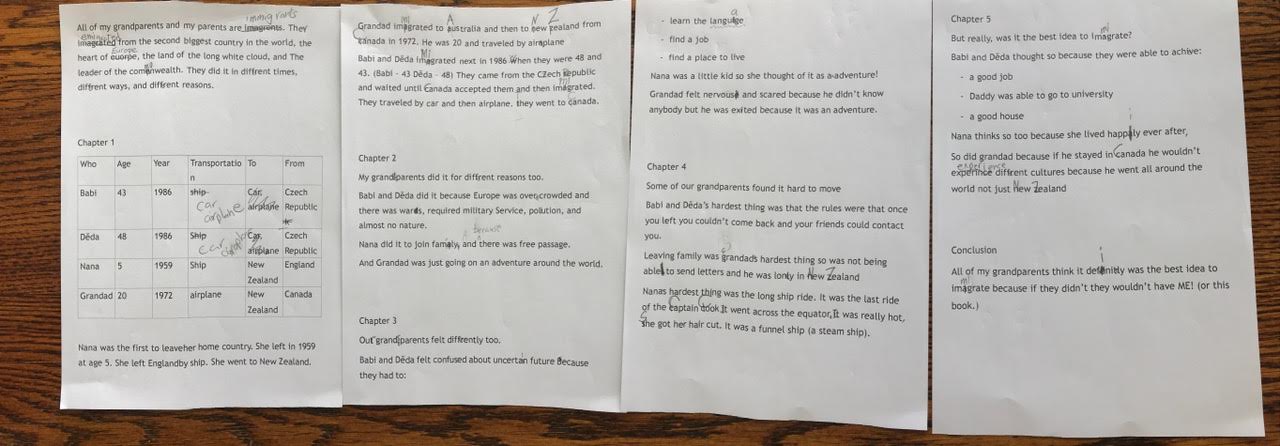 immigrants
All of my grandparents and my parents are imagronts. They
emigrated
imagrated from the second biggest country in the world, the
Europe
heart of euorpe, the land of the long white cloud, and The
leader of the comenwealth. They did it in diffrent times,
diffrent ways, and diffrent reasons.
Chapter 1
Who Age Year Transportatio
n To From
Babi 43 1986 ship Car, airplane Czech Republic
car airplane
Děda 48 1986 Ship Car, airplane Czech Republic
car
Nana 5 1959 Ship New Zealand England
Grandad 20 1972 airplane New Zealand Canada
Nana was the first to leaveher home country. She left in 1959
at age 5. She left Englandby ship. She went to New Zealand.
mi A N Z
Grandad imagrated to australia and then to new zealand from
canada in 1972. He was 20 and traveled by airplane
Mi
Babi and Děda imagrated next in 1986 When they were 48 and
43. (Babi - 43 Děda - 48) They came from the CZech Republic
mi
and waited until Canada accepted them and then imagrated.
They traveled by car and then airplane. they went to canada.
Chapter 2
My grandparents did it for different reasons too.
Babi and Děda did it because Europe was overcrowded and
there was wards, required military Service, pollution, and
almost no nature.
because
Nana did it to join family, and there was free passage.
And Grandad was just going on an adventure around the world.
Chapter 3
Our grandparents felt diffrently too.
Babi and Děda felt confused about uncertain future Because
they had to:
- learn the languge
a
- find a job
- find a place to live
Nana was a little kid so she thought of it as a adventure!
Grandad felt nervous and scared because he didn't know
anybody but he was exited because it was an adventure.
Chapter 4
Some of our grandparents found it hard to move
Babi and Děda's hardest thing was that the rules were that once
you left you couldn't come back and your friends could contact
you.
Leaving family was grandads hardest thing so was not being
able to send letters and he was lonly in New Zealand
Nanas hardest thing was the long ship ride. It was the last ride
of the Captain Cook It went across the equator, It was really hot,
She got her hair cut. It was a funnel ship (a steam ship).
Chapter 5
mi
But really, was it the best idea to imagrate?
Babi and Děda thought so because they were able to achive:
- a good job
- Daddy was able to go to university
- a good house
i
Nana thinks so too because she lived happily ever after,
So did grandad because if he stayed in Canada he wouldn't
experience
experince diffrent cultures because he went all around the
world not just New Zealand
Conclusion
i
All of my grandparents think it defenitly was the best idea to
mi
imagrate because if they didn't they wouldn't have ME! (or this
book.)